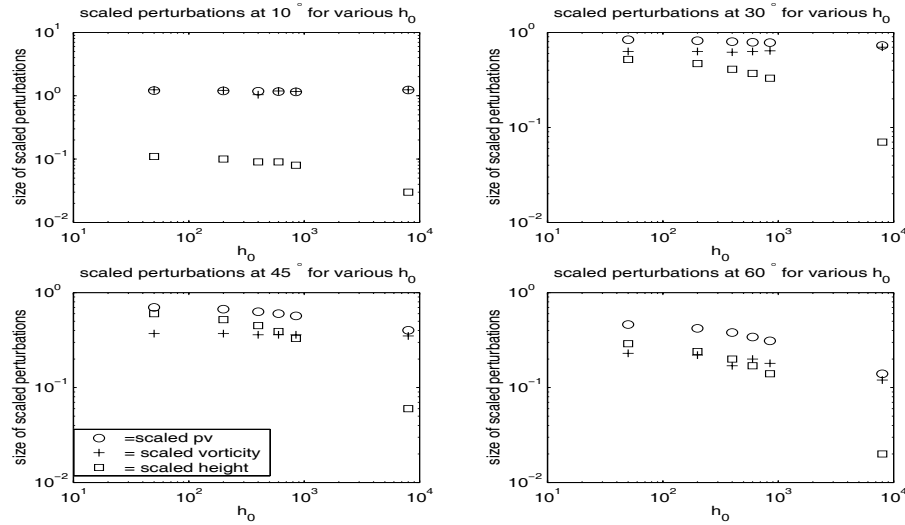 scaled perturbations at 10 ° for various h0
size of scaled perturbations
10^1
10^0
10^-1
10^-2
10^1
10^2
10^3
10^4
h0
scaled perturbations at 30 ° for various h0
size of scaled perturbations
10^0
10^-1
10^-2
10^1
10^2
10^3
10^4
h0
scaled perturbations at 45 ° for various h0
size of scaled perturbations
10^0
10^-1
10^-2
=scaled pv
= scaled vorticity
= scaled height
10^1
10^2
10^3
10^4
h0
scaled perturbations at 60 ° for various h0
size of scaled perturbations
10^0
10^-1
10^-2
10^1
10^2
10^3
10^4
h0